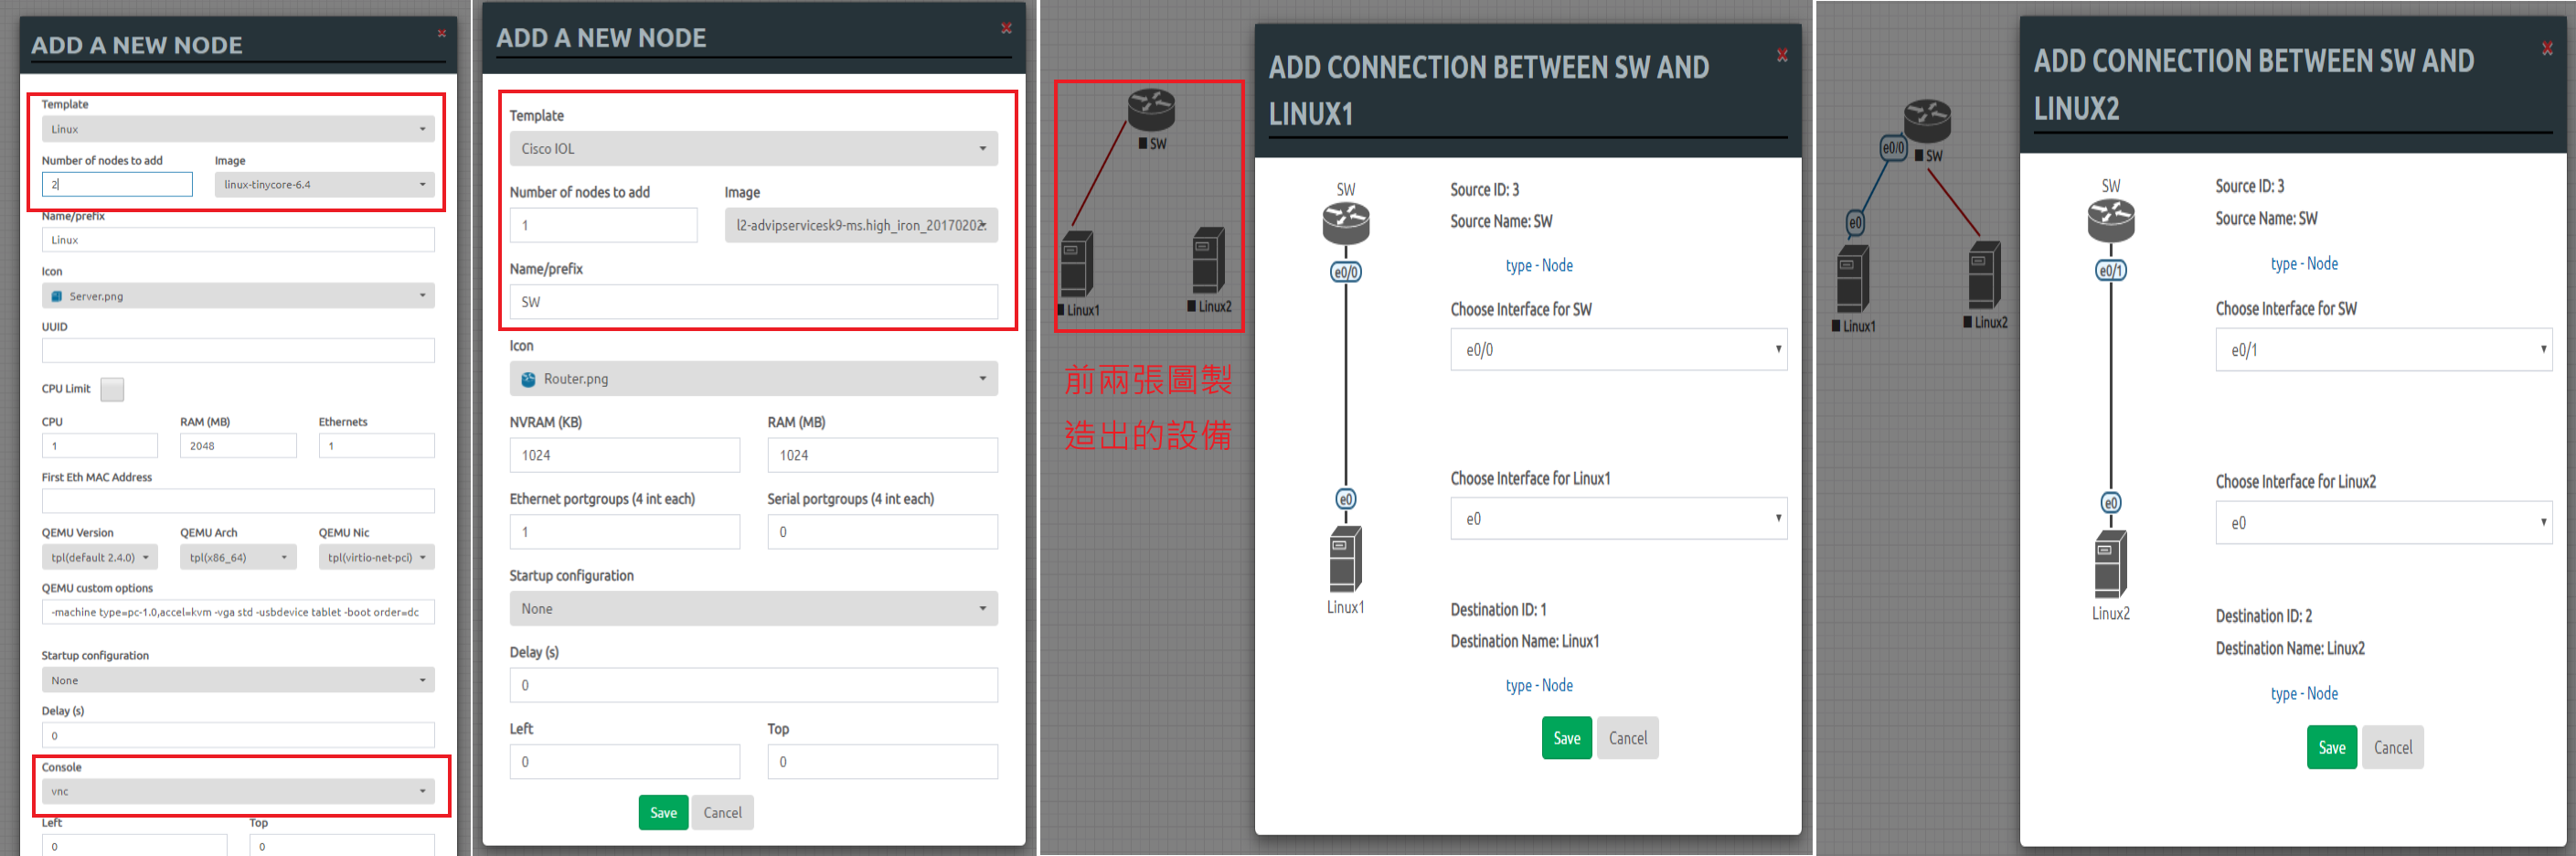 ADD A NEW NODE
Template
Linux
Number of nodes to add
Image
2
linux-tinycore-6.4
Name/prefix
Linux
Icon
Server.png
UUID
CPU Limit
CPU
RAM (MB)
Ethernets
1
2048
1
First Eth MAC Address
QEMU Version
QEMU Arch
QEMU Nic
tpl(default 2.4.0)
tpl(x86_64)
tpl(virtio-net-pci)
QEMU custom options
-machine type=pc-1.0,accel=kvm -vga std -usbdevice tablet -boot order=dc
Startup configuration
None
Delay (s)
0
Console
vnc
Left
Top
0
0
ADD A NEW NODE
Template
Cisco IOL
Number of nodes to add
Image
1
l2-advipservicesk9-ms.high_iron_20170202
Name/prefix
SW
Icon
Router.png
NVRAM (KB)
RAM (MB)
1024
1024
Ethernet portgroups (4 int each)
Serial portgroups (4 int each)
1
0
Startup configuration
None
Delay (s)
0
Left
Top
0
0
Save
Cancel
SW
Linux1
Linux2
前兩張圖製
造出的設備
ADD CONNECTION BETWEEN SW AND
LINUX1
SW
Source ID: 3
Source Name: SW
e0/0
type - Node
Choose Interface for SW
e0/0
Choose Interface for Linux1
e0
e0
Linux1
Destination ID: 1
Destination Name: Linux1
type - Node
Save
Cancel
e0/0
SW
e0
Linux1
Linux2
ADD CONNECTION BETWEEN SW AND
LINUX2
SW
Source ID: 3
Source Name: SW
e0/1
type - Node
Choose Interface for SW
e0/1
Choose Interface for Linux2
e0
e0
Linux2
Destination ID: 2
Destination Name: Linux2
type - Node
Save
Cancel